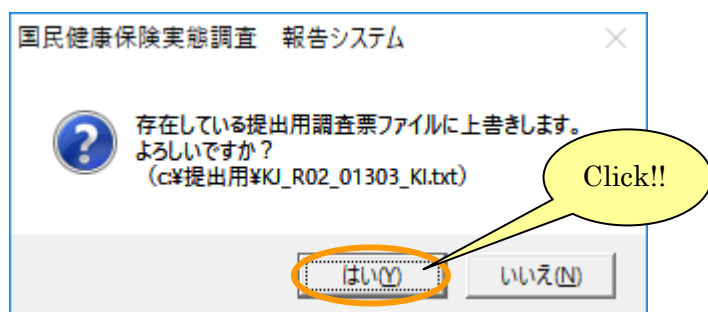 国民健康保険実態調査 報告システム
存在している提出用調査票ファイルに上書きします。
よろしいですか？
（c:¥提出用¥KJ_R02_01303_KI.txt）
Click!!
はい(Y)
いいえ(N)